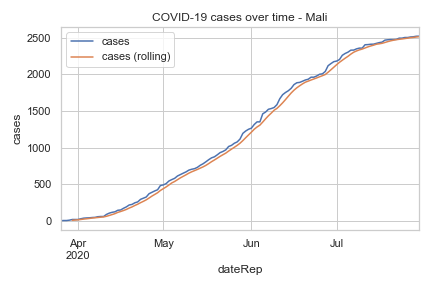 COVID-19 cases over time - Mali
cases
cases (rolling)
2500
2000
1500
1000
500
0
cases
Apr
2020
May
Jun
Jul
dateRep